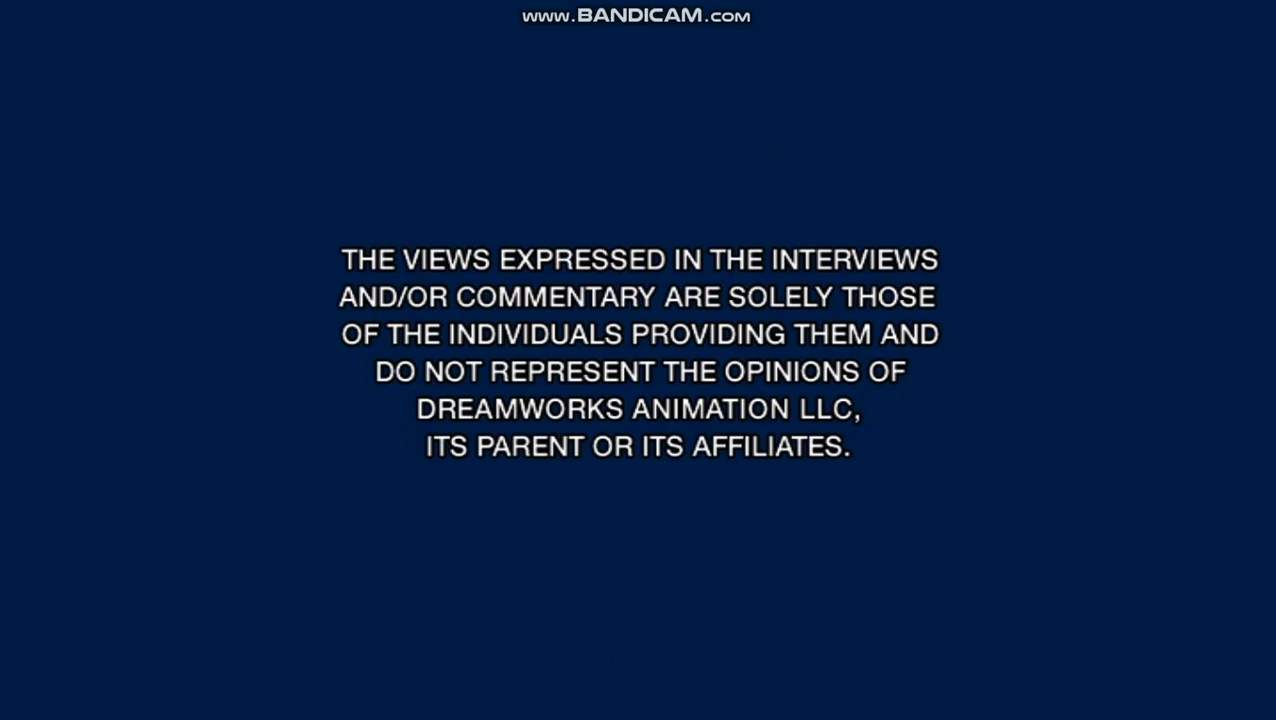 www.BANDICAM.com
THE VIEWS EXPRESSED IN THE INTERVIEWS
AND/OR COMMENTARY ARE SOLELY THOSE
OF THE INDIVIDUALS PROVIDING THEM AND
DO NOT REPRESENT THE OPINIONS OF
DREAMWORKS ANIMATION LLC,
ITS PARENT OR ITS AFFILIATES.